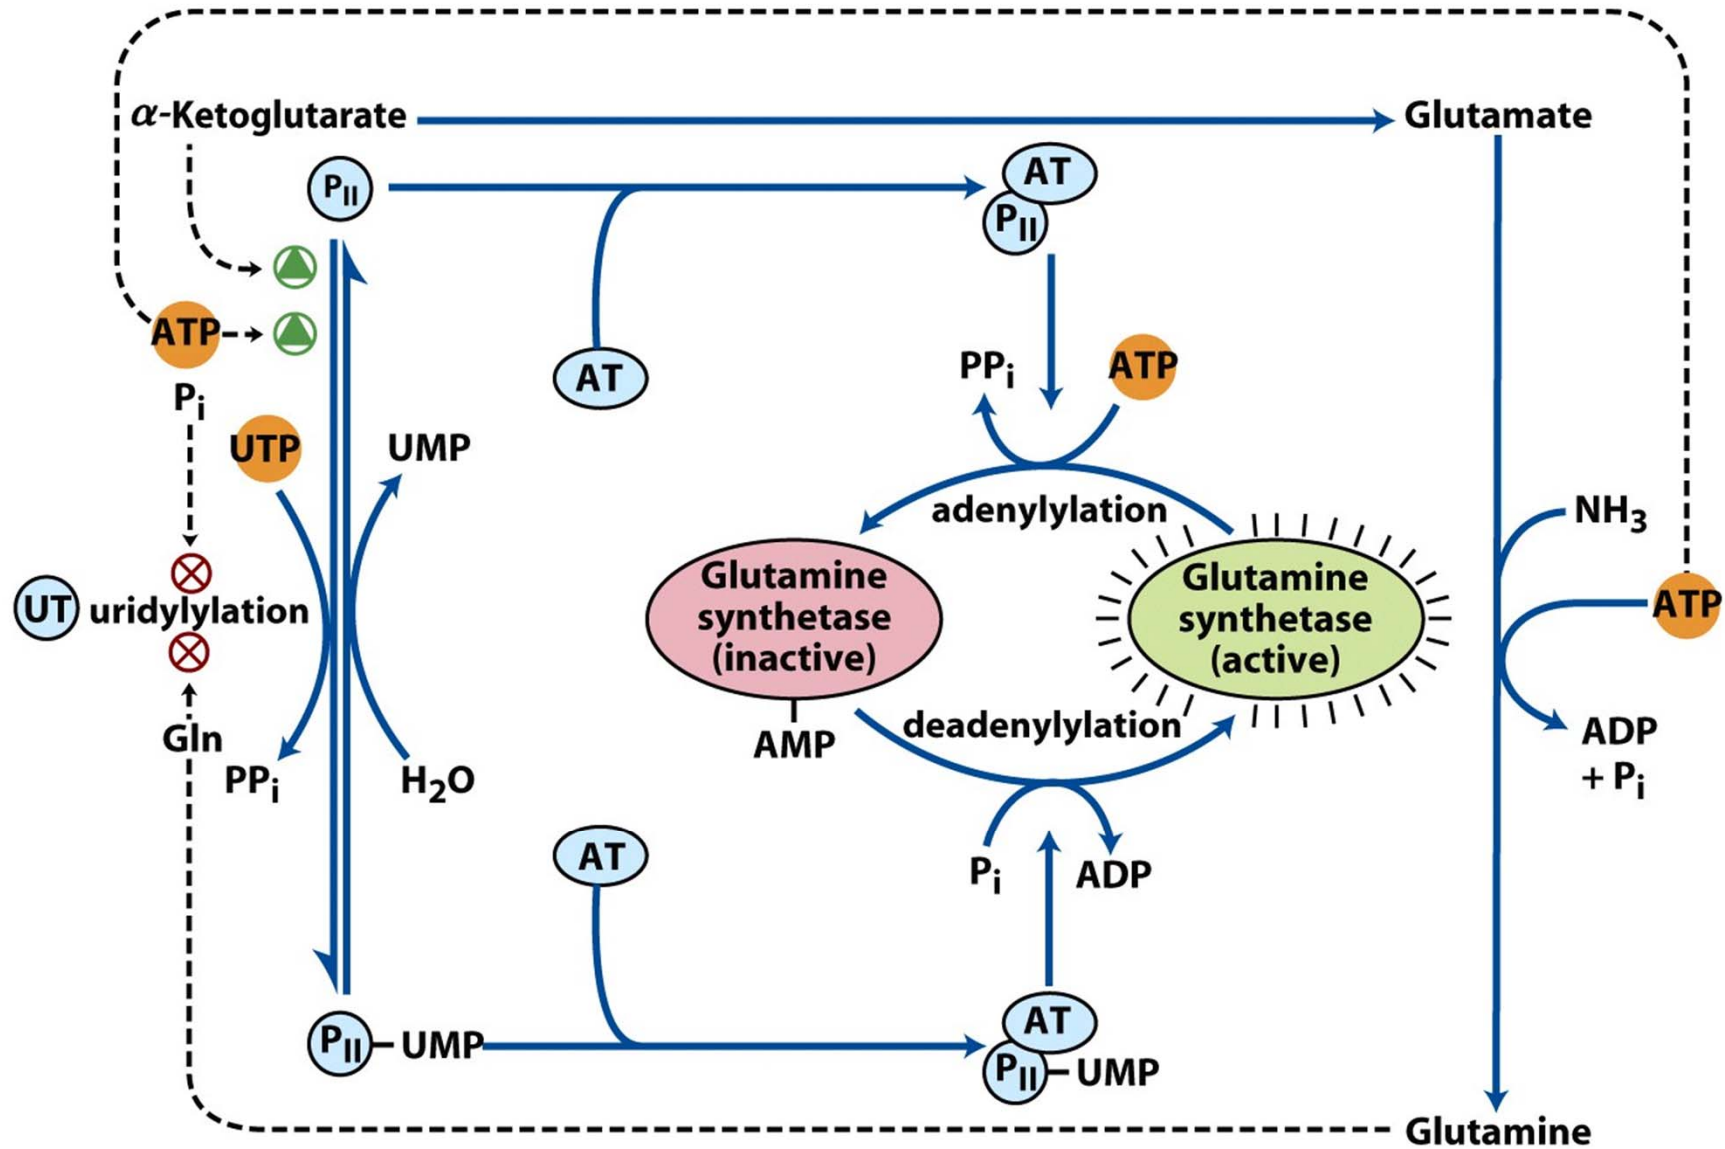 α-Ketoglutarate
Glutamate
AT
PII
PII
ATP
AT
PPi
ATP
Pi
UTP
UMP
adenylylation
NH3
Glutamine
synthetase
(inactive)
Glutamine
synthetase
(active)
UT
uridylylation
ATP
AMP
deadenylylation
Gln
PPi
H2O
ADP
+ Pi
AT
Pi
ADP
AT
PII
UMP
PII
UMP
Glutamine